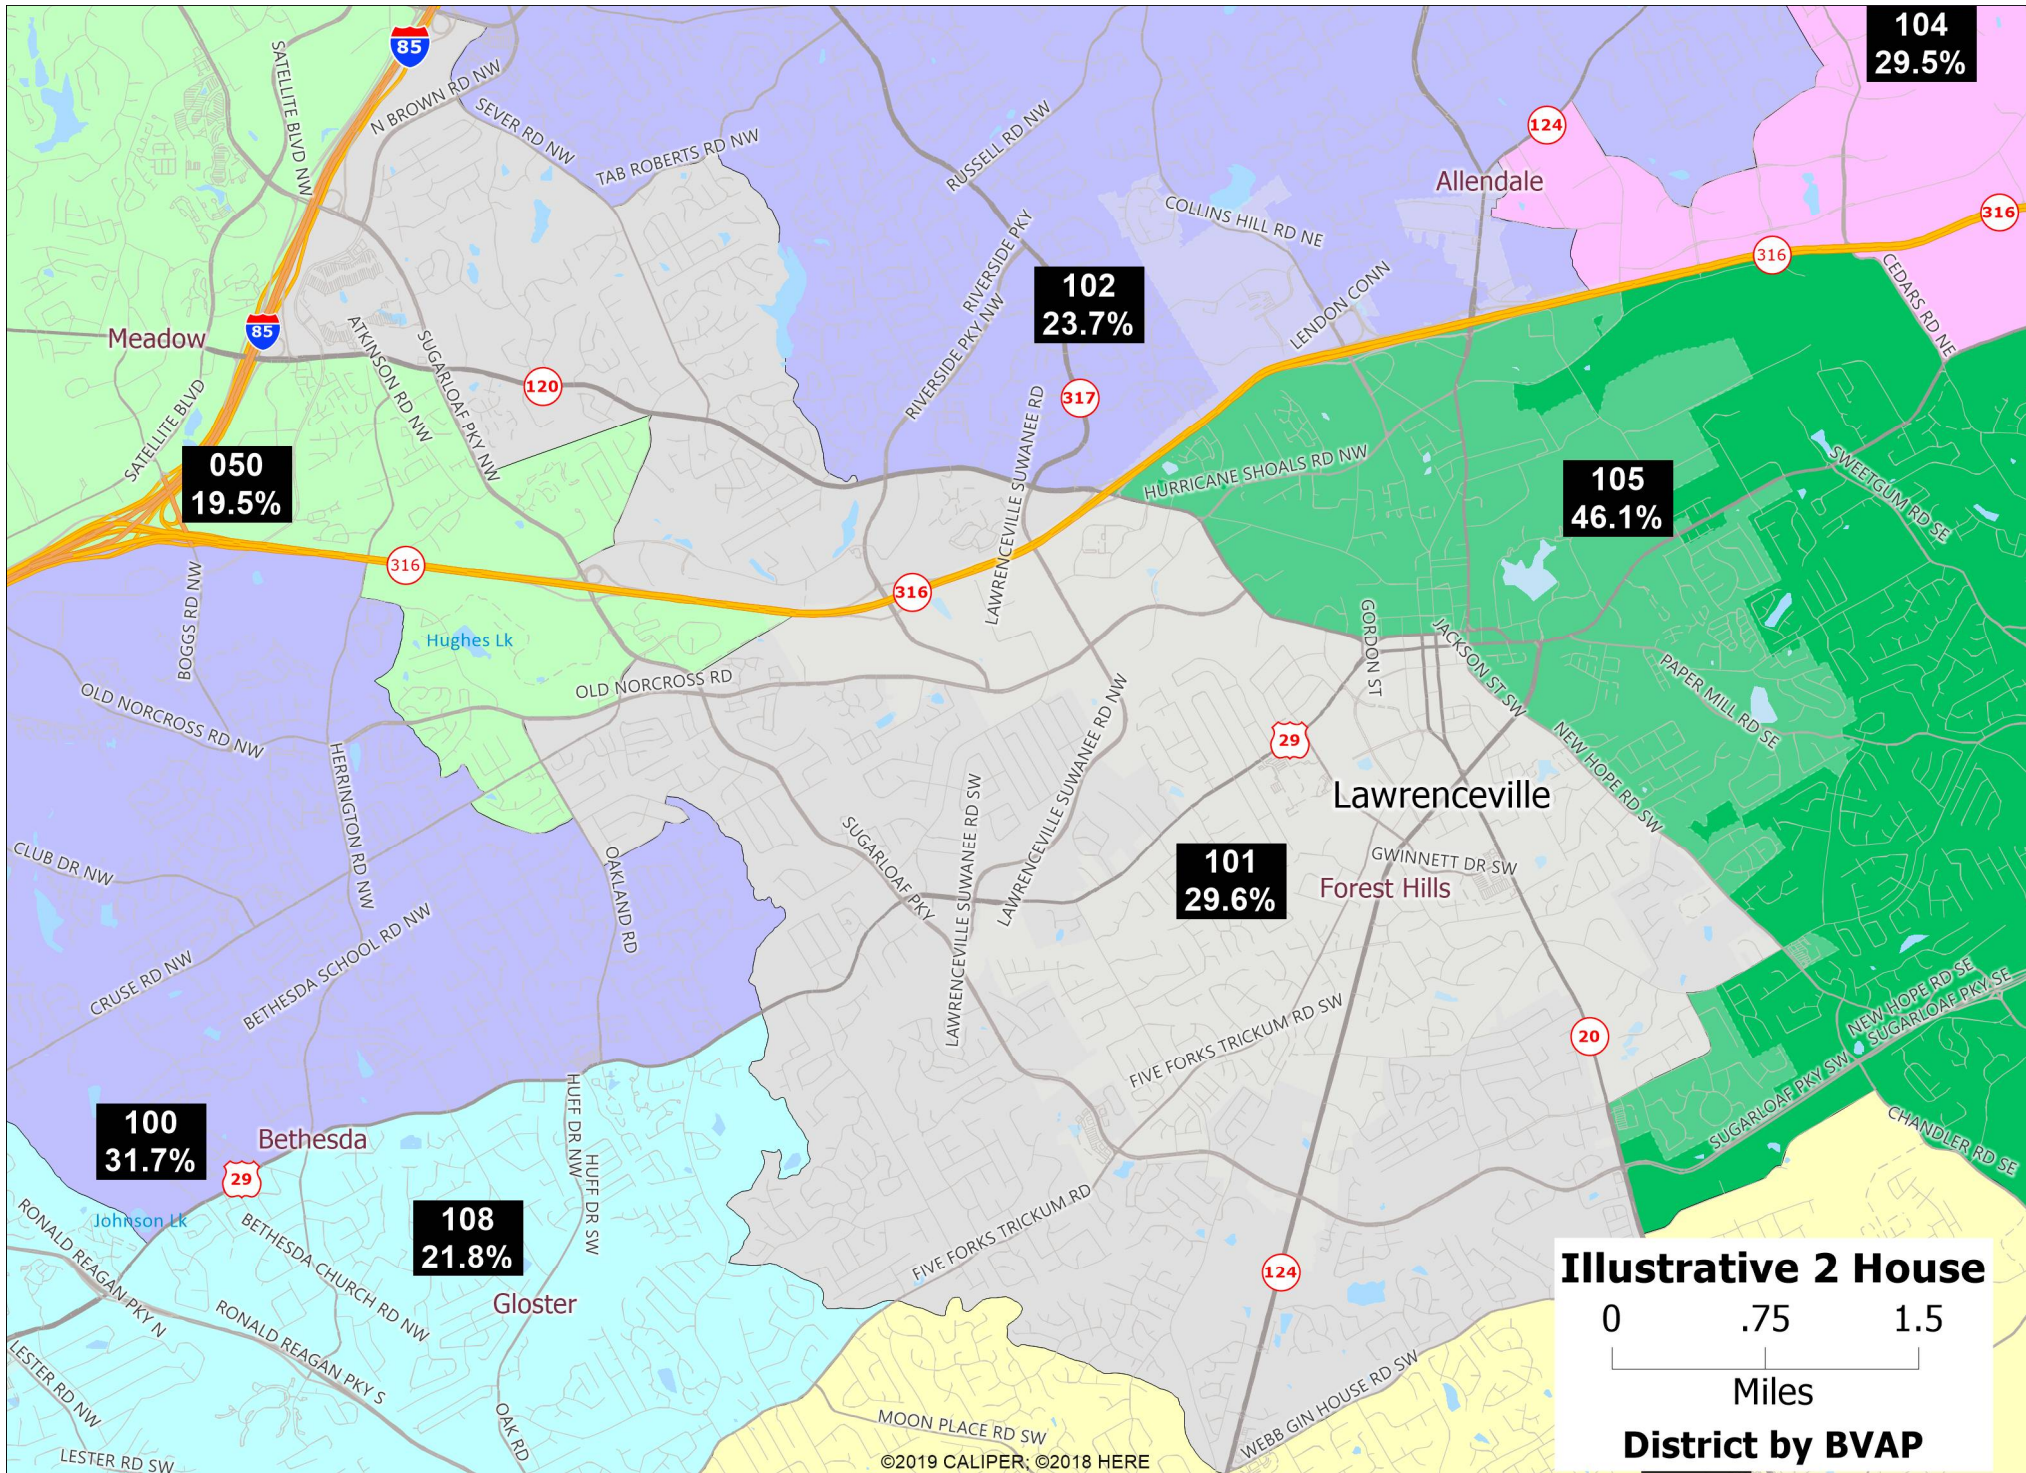 104
29.5%
85
SATELLITE BLVD NW
N BROWN RD NW
SEVER RD NW
TAB ROBERTS RD NW
RUSSELL RD NW
124
Allendale
COLLINS HILL RD NE
316
316
CEDARS RD NE
RIVERSIDE PKY
102
23.7%
LENDON CONN
Meadow
85
ATKINSON RD NW
SUGARLOAF PKY NW
RIVERSIDE PKY NW
120
317
SATELLITE BLVD
LAWRENCEVILLE SUWANEE RD
050
19.5%
HURRICANE SHOALS RD NW
105
46.1%
SWEETGUM RD SE
316
316
BOGGS RD NW
Hughes Lk
GORDON ST
JACKSON ST SW
OLD NORCROSS RD
OLD NORCROSS RD NW
PAPER MILL RD SE
LAWRENCEVILLE SUWANEE RD NW
29
NEW HOPE RD SW
HERRINGTON RD NW
Lawrenceville
LAWRENCEVILLE SUWANEE RD SW
SUGARLOAF PKY
CLUB DR NW
OAKLAND RD
101
29.6%
GWINNETT DR SW
Forest Hills
CRUSE RD NW
BETHESDA SCHOOL RD NW
FIVE FORKS TRICKUM RD SW
20
NEW HOPE RD SE
SUGARLOAF PKY SE
SUGARLOAF PKY SW
CHANDLER RD SE
100
31.7%
Bethesda
HUFF DR NW
HUFF DR SW
29
Johnson Lk
RONALD REAGAN PKY N
BETHESDA CHURCH RD NW
108
21.8%
Gloster
FIVE FORKS TRICKUM RD
124
RONALD REAGAN PKY S
LESTER RD NW
LESTER RD SW
OAK RD
MOON PLACE RD SW
WEBB GIN HOUSE RD SW
©2019 CALIPER; ©2018 HERE
Illustrative 2 House
0 .75 1.5
Miles
District by BVAP